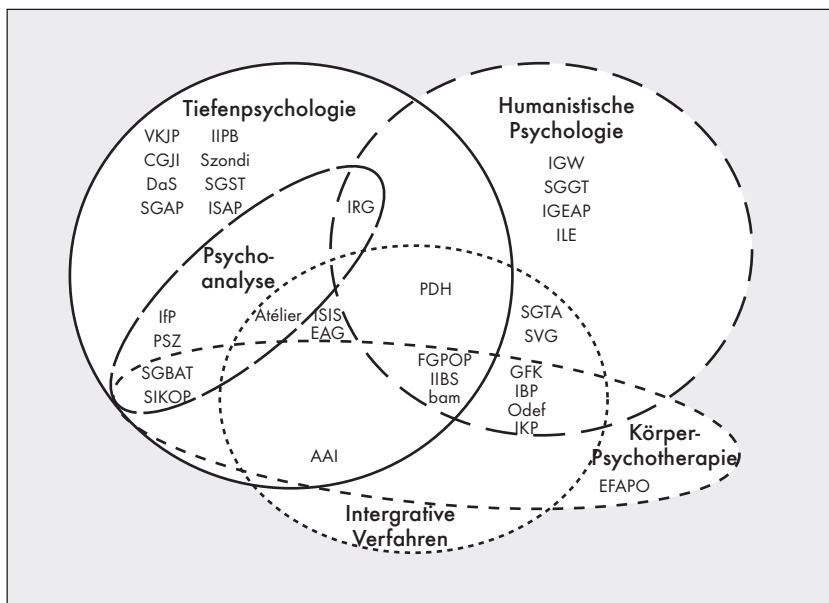 Tiefenpsychologie
VKJP IIPB
CGJI Szondi
DaS SGST
SGAP ISAP
Humanistische
Psychologie
IGW
SGGT
IGEAP
ILE
IRG
Psycho-
analyse
PDH
IfP
PSZ
Atélier
ISIS
EAG
SGTA
SVG
SGBAT
SIKOP
FGPOP
IIBS
bam
GFK
IBP
Odef
IKP
AAI
Körper-
Psychotherapie
EFAPO
Intergrative
Verfahren